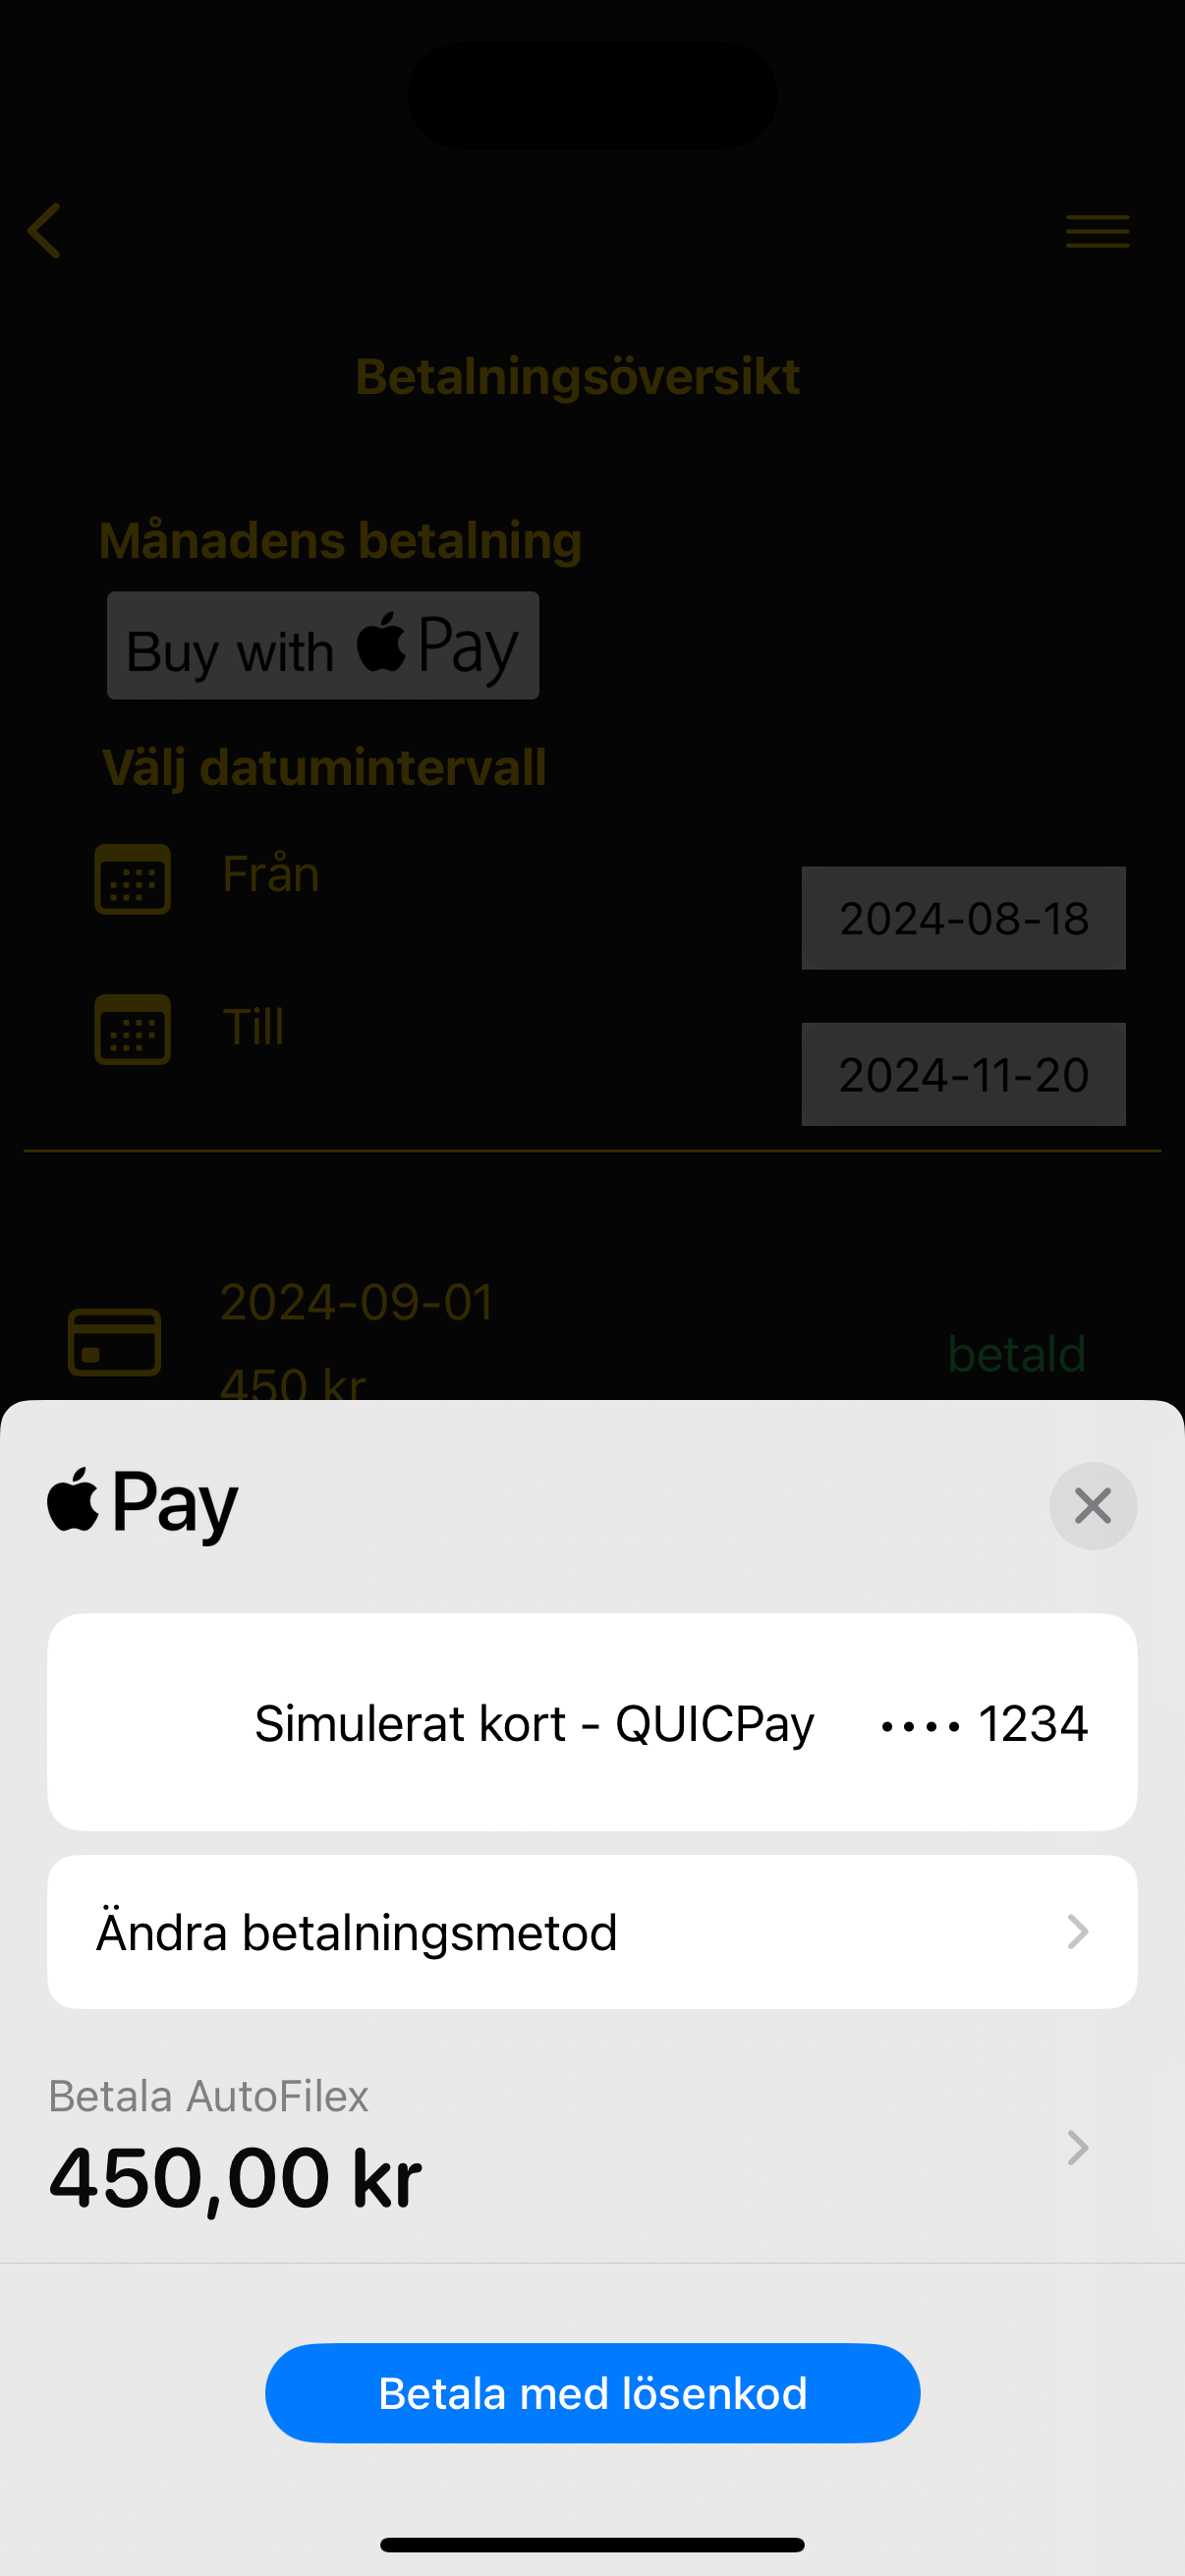 Betalningsöversikt
Månadens betalning
Buy with Pay
Välj datumintervall
Från
2024-08-18
Till
2024-11-20
2024-09-01
betald
450 kr
Pay
Simulerat kort - QUICPay •••• 1234
Ändra betalningsmetod
Betala AutoFilex
450,00 kr
Betala med lösenkod